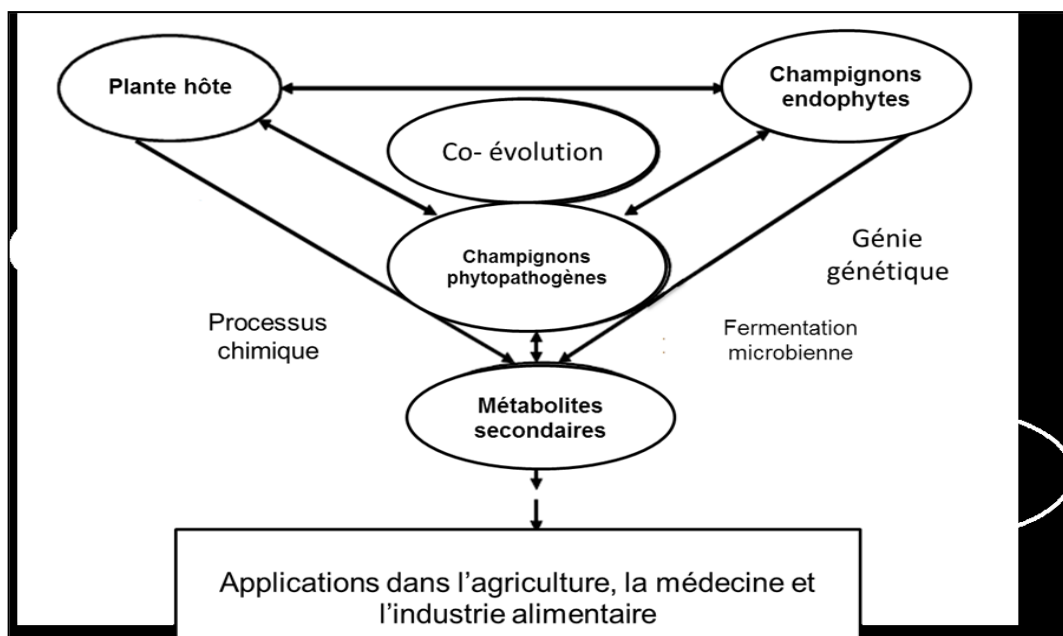 Plante hôte
Champignons
endophytes
Co- évolution
Champignons
phytopathogènes
Génie
génétique
Processus
chimique
Fermentation
microbienne
Métabolites
secondaires
Applications dans l’agriculture, la médecine et
l’industrie alimentaire